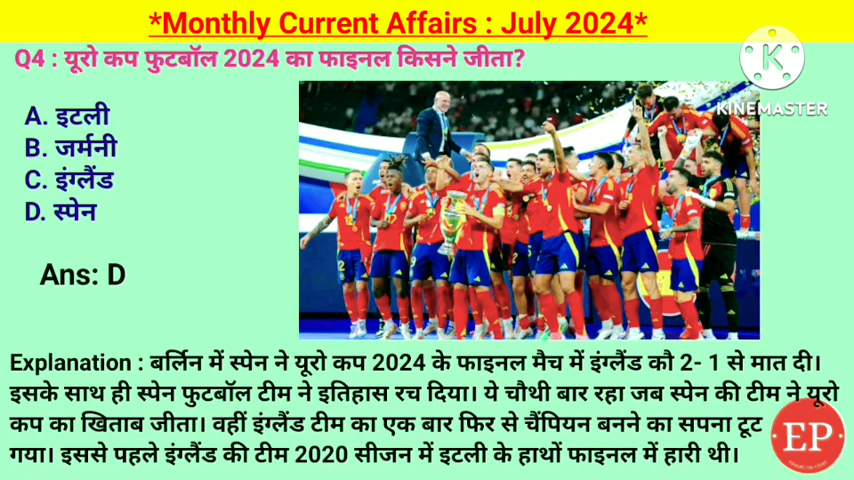 *Monthly Current Affairs : July 2024*
Q4 : यूरो कप फुटबॉल 2024 का फाइनल किसने जीता?
K
KINEMASTER
A. इटली
B. जर्मनी
C. इंग्लैंड
D. स्पेन
Ans: D
Explanation : बर्लिन में स्पेन ने यूरो कप 2024 के फाइनल मैच में इंग्लैंड कौ 2- 1 से मात दी।
इसके साथ ही स्पेन फुटबॉल टीम ने इतिहास रच दिया। ये चौथी बार रहा जब स्पेन की टीम ने यूरो
कप का खिताब जीता। वहीं इंग्लैंड टीम का एक बार फिर से चैंपियन बनने का सपना टूट
गया। इससे पहले इंग्लैंड की टीम 2020 सीजन में इटली के हाथों फाइनल में हारी थी।
EP